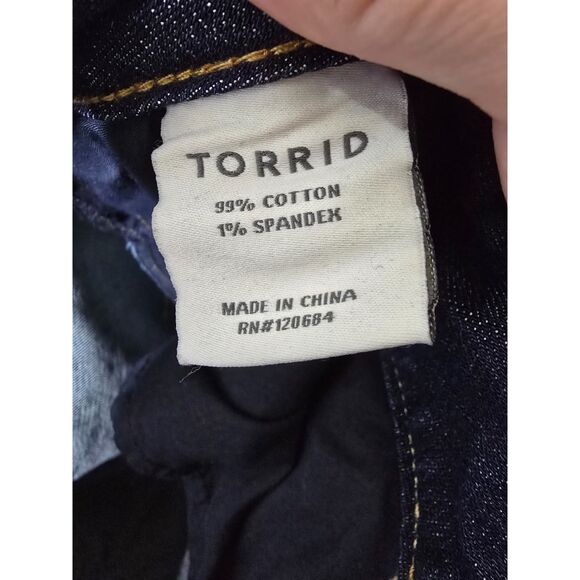 TORRID
99% COTTON
1% SPANDEX
MADE IN CHINA
RN#120684